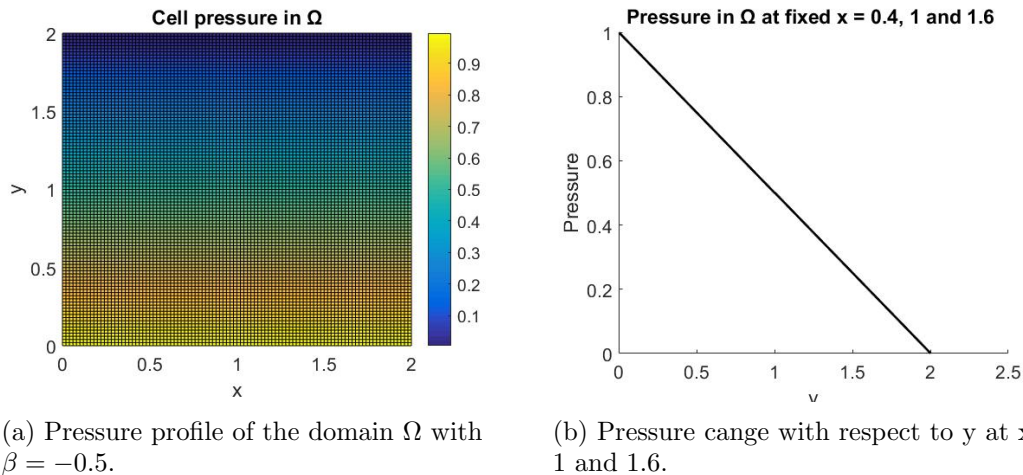 Cell pressure in Ω
2
1.5
1
0.5
0
y
0 0.5 1 1.5 2
x
0.9
0.8
0.7
0.6
0.5
0.4
0.3
0.2
0.1
Pressure in Ω at fixed x = 0.4, 1 and 1.6
1
0.8
0.6
0.4
0.2
0
Pressure
0 0.5 1 1.5 2 2.5
(a) Pressure profile of the domain Ω with
β = −0.5.
(b) Pressure cange with respect to y at
1 and 1.6.